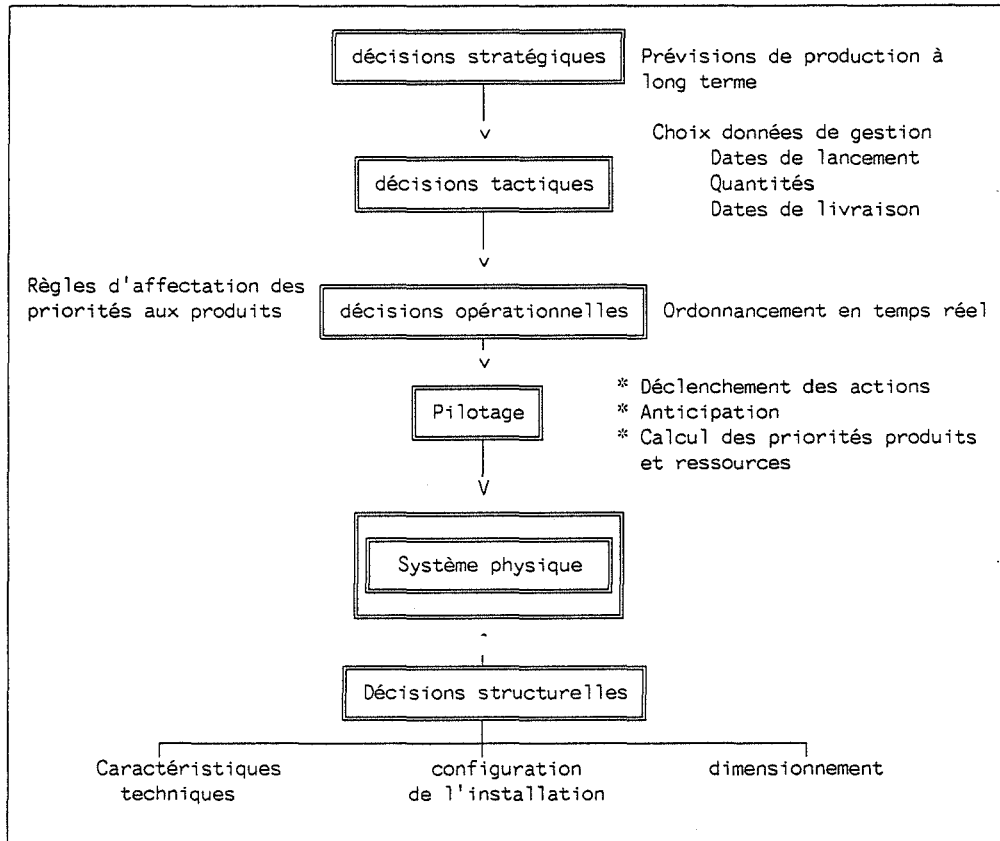 décisions stratégiques
Prévisions de production à
long terme
Choix données de gestion
Dates de lancement
Quantités
Dates de livraison
décisions tactiques
Règles d'affectation des
priorités aux produits
décisions opérationnelles
Ordonnancement en temps réel
Pilotage
* Déclenchement des actions
* Anticipation
* Calcul des priorités produits
et ressources
Système physique
Décisions structurelles
Caractéristiques
techniques
configuration
de l'installation
dimensionnement